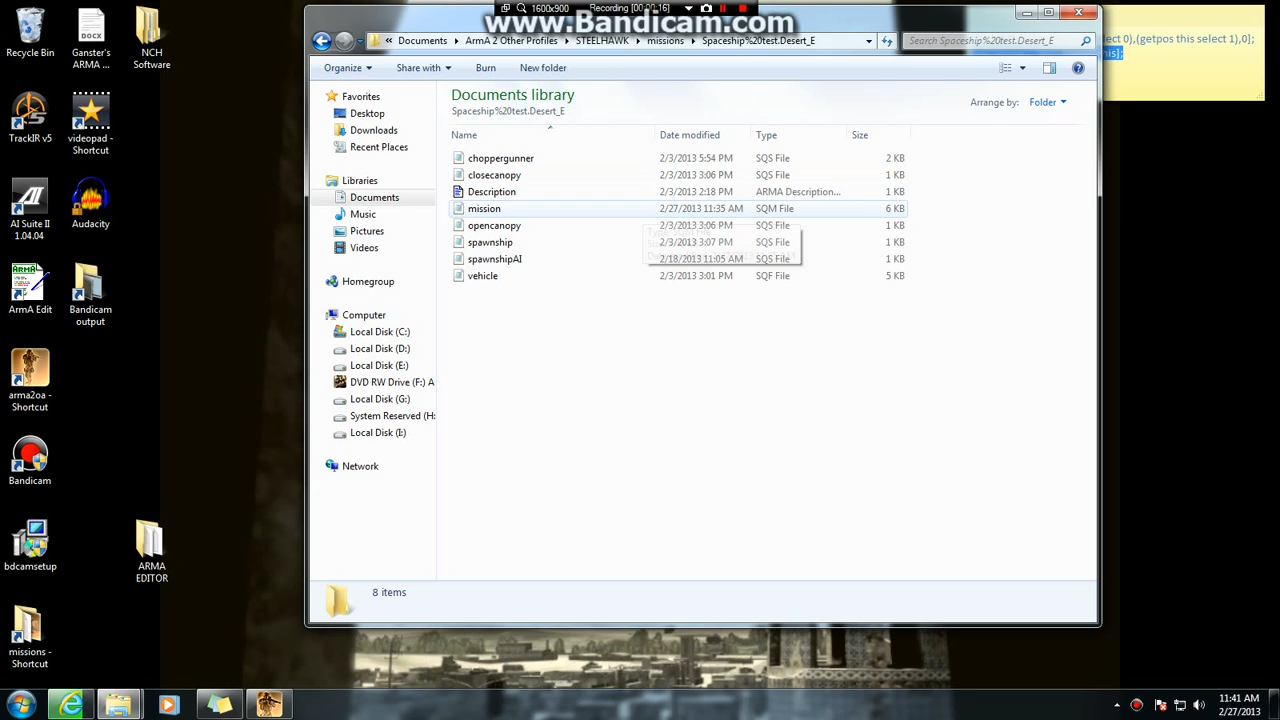 1600x900 Recording [00:00:16]
www.Bandicam.com
« Documents ▸ ArmA 2 Other Profiles ▸ STEELHAWK ▸ missions ▸ Spaceship%20test.Desert_E
Search Spaceship%20test.Desert_E
ct 0),(getpos this select 1),0];
his];
Organize Share with Burn New folder
Documents library
Spaceship%20test.Desert_E
Arrange by: Folder
Name Date modified Type Size
choppergunner 2/3/2013 5:54 PM SQS File 2 KB
closecanopy 2/3/2013 3:06 PM SQS File 1 KB
Description 2/3/2013 2:18 PM ARMA Description... 1 KB
mission 2/27/2013 11:35 AM SQM File 6 KB
opencanopy 2/3/2013 3:06 PM SQS File 1 KB
spawnship 2/3/2013 3:07 PM SQS File 1 KB
spawnshipAI 2/18/2013 11:05 AM SQS File 1 KB
vehicle 2/3/2013 3:01 PM SQF File 5 KB
Favorites
Desktop
Downloads
Recent Places
Libraries
Documents
Music
Pictures
Videos
Homegroup
Computer
Local Disk (C:)
Local Disk (D:)
Local Disk (E:)
DVD RW Drive (F:) A
Local Disk (G:)
System Reserved (H:
Local Disk (I:)
Network
8 items
Recycle Bin
Ganster's
ARMA ...
NCH
Software
TrackIR v5
videopad -
Shortcut
AI Suite II
1.04.04
Audacity
ArmA Edit
Bandicam
output
arma2oa -
Shortcut
Bandicam
bdcamsetup
ARMA
EDITOR
missions -
Shortcut
11:41 AM
2/27/2013